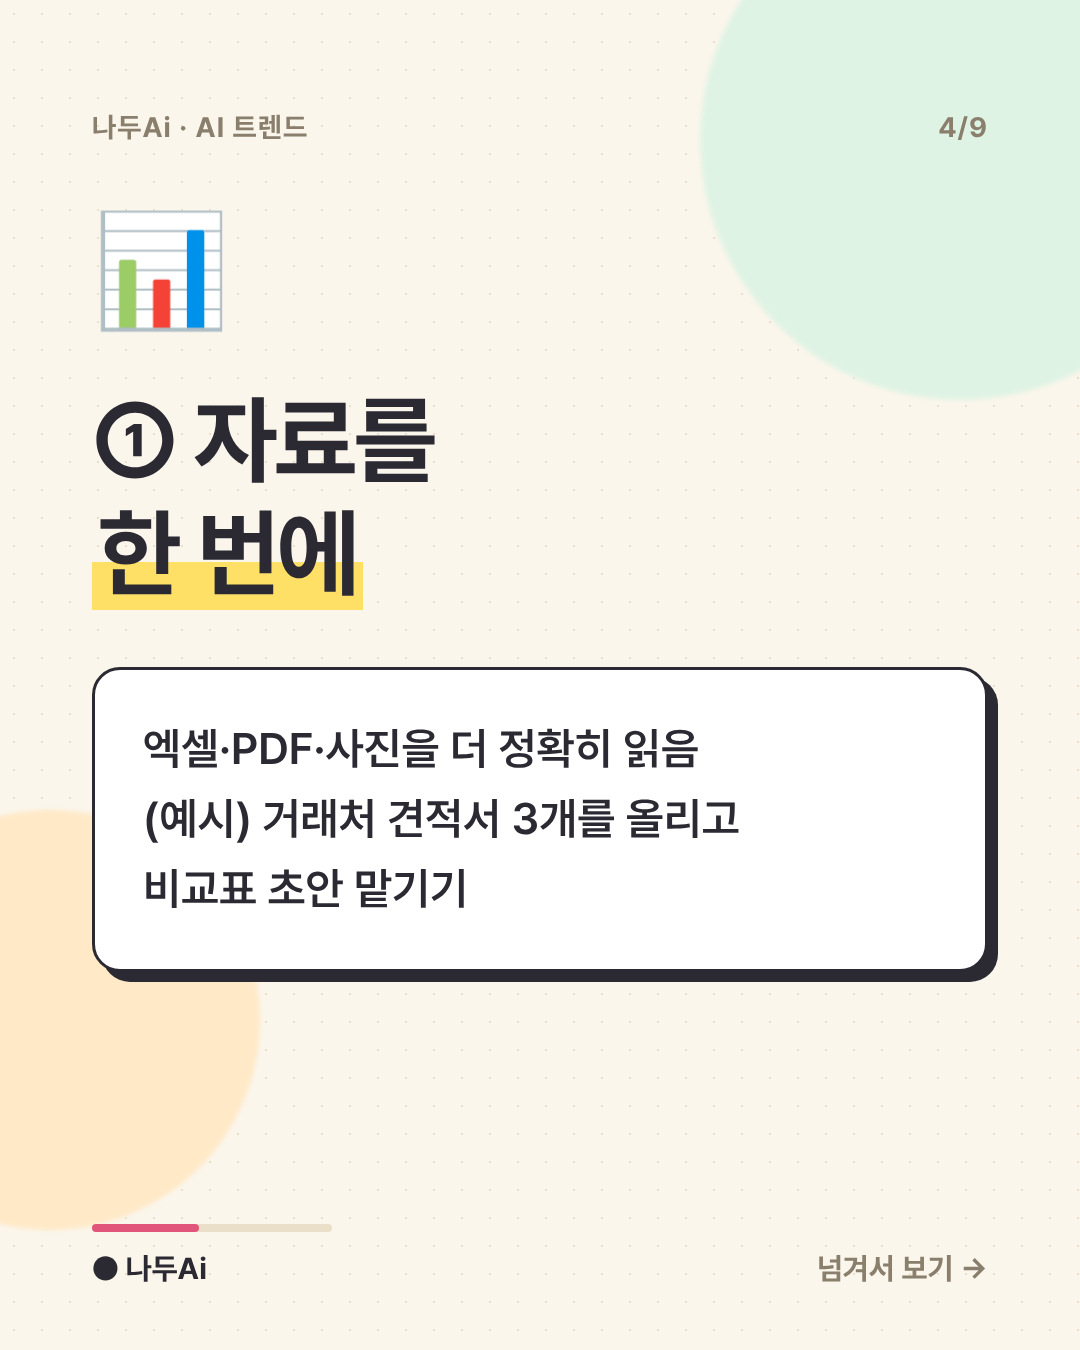 나두Ai · AI 트렌드
4/9
① 자료를
한 번에
엑셀·PDF·사진을 더 정확히 읽음
(예시) 거래처 견적서 3개를 올리고
비교표 초안 맡기기
나두Ai
넘겨서 보기 →